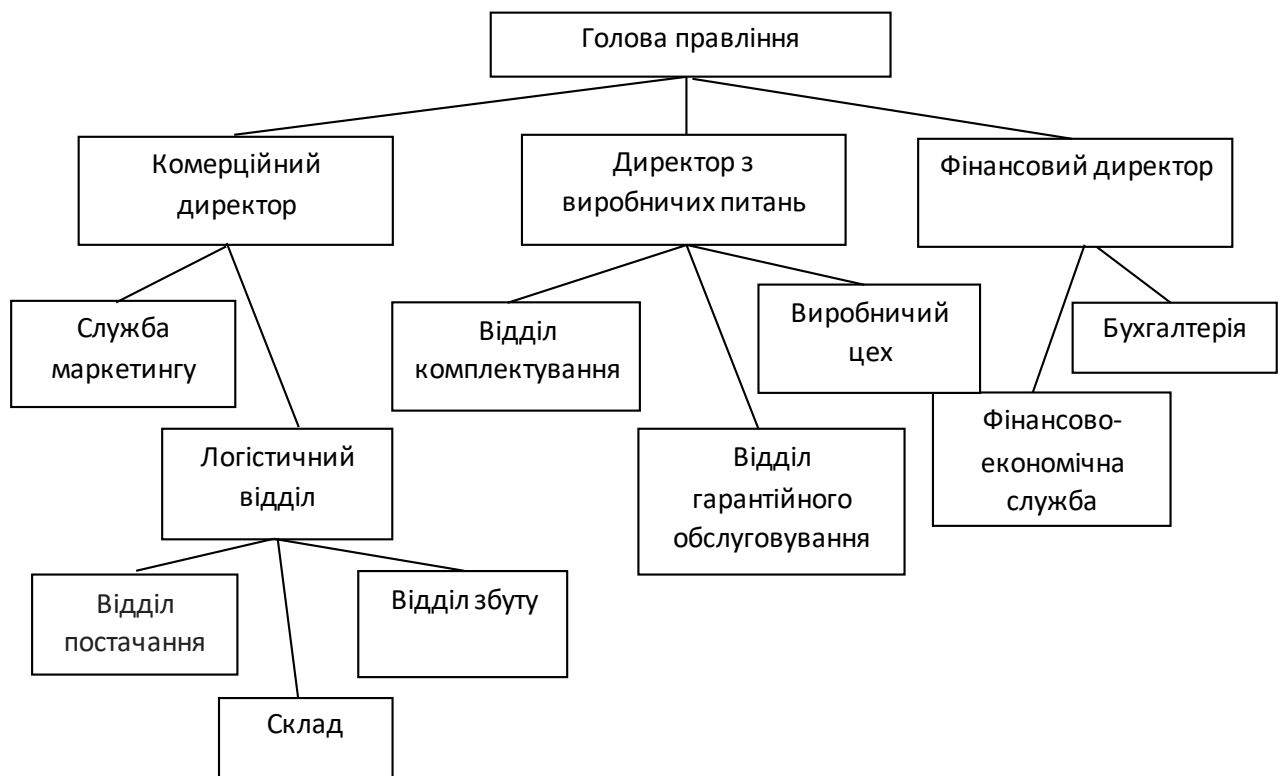 Голова правління
Комерційний
директор
Директор з
виробничих питань
Фінансовий директор
Служба
маркетингу
Відділ
комплектування
Виробничий
цех
Бухгалтерія
Логістичний
відділ
Відділ
гарантійного
обслуговування
Фінансово-
економічна
служба
Відділ
постачання
Відділ збуту
Склад